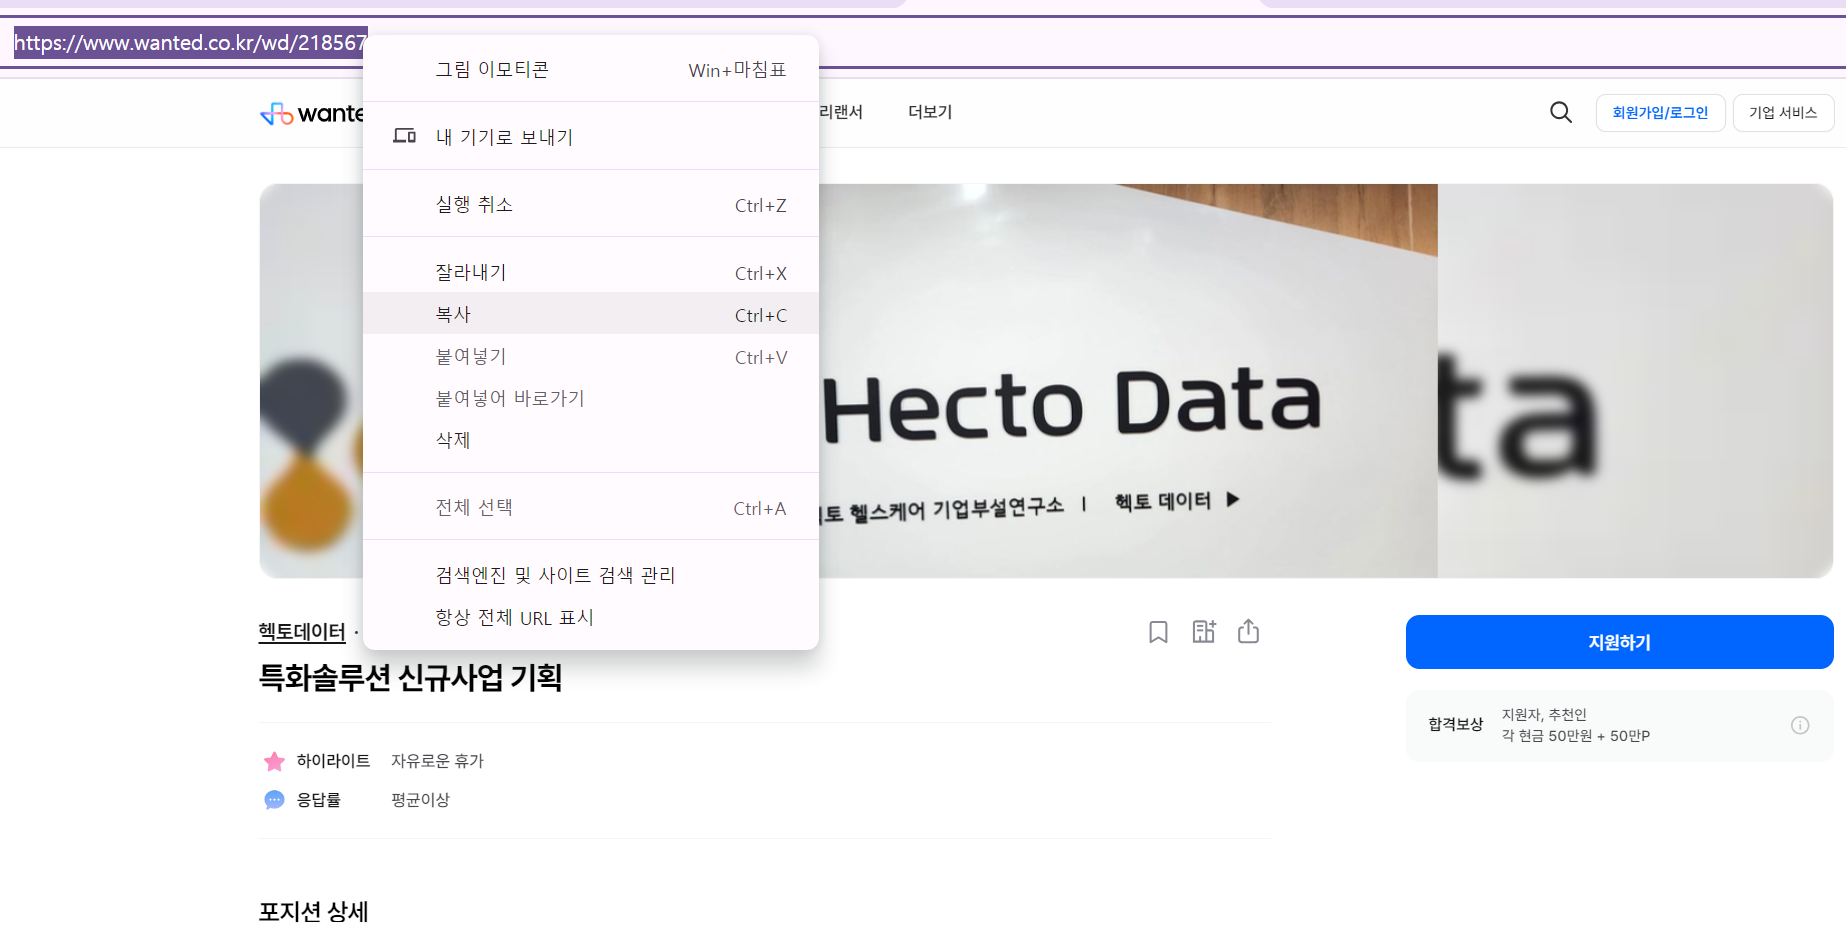 https://www.wanted.co.kr/wd/218567
그림 이모티콘 Win+마침표
내 기기로 보내기
실행 취소 Ctrl+Z
잘라내기 Ctrl+X
복사 Ctrl+C
붙여넣기 Ctrl+V
붙여넣어 바로가기
삭제
전체 선택 Ctrl+A
검색엔진 및 사이트 검색 관리
항상 전체 URL 표시
리랜서 더보기
회원가입/로그인 기업 서비스
Hecto Data
헬스케어 기업부설연구소 | 헥토 데이터 ▶
ta
헥토데이터 ·
특화솔루션 신규사업 기획
하이라이트 자유로운 휴가
응답률 평균이상
포지션 상세
지원하기
합격보상
지원자, 추천인
각 현금 50만원 + 50만P